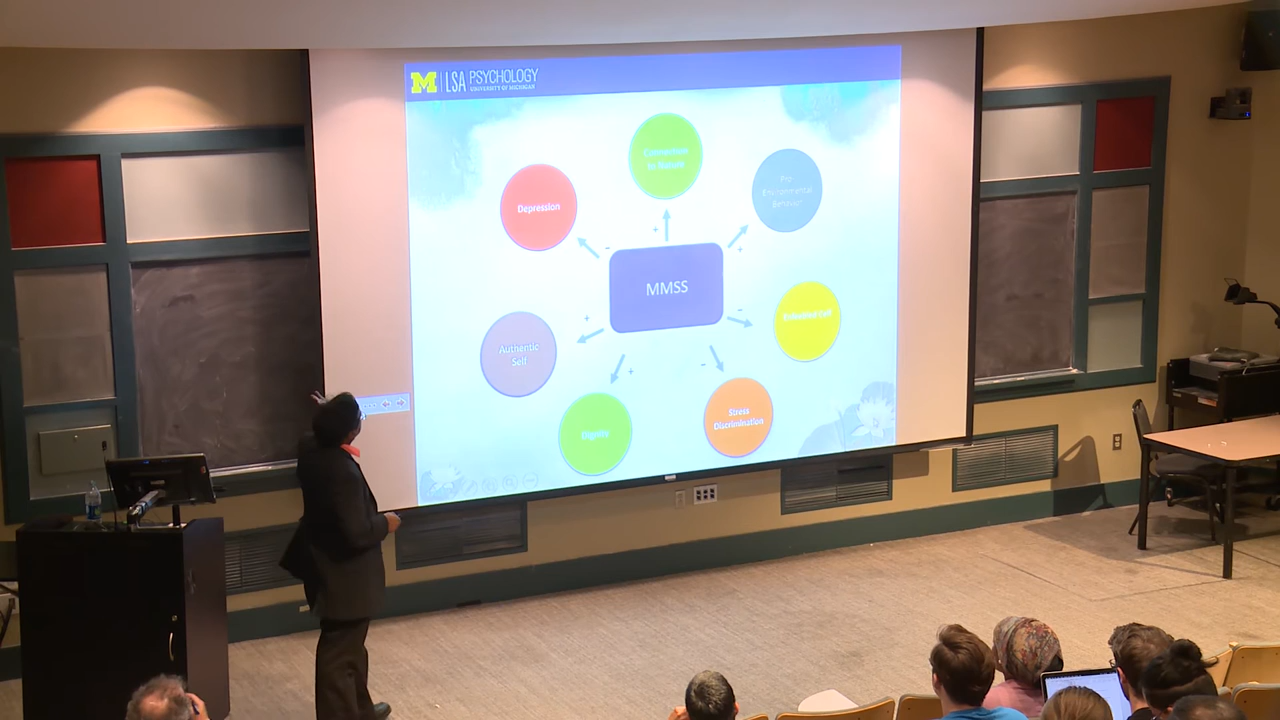 M LSA PSYCHOLOGY
UNIVERSITY OF MICHIGAN
Connection
to Nature
Depression
Pro
Environmental
Behavior
MMSS
Authentic
Self
Stress
Discrimination
Dignity
+
-
+
-
+
-
+